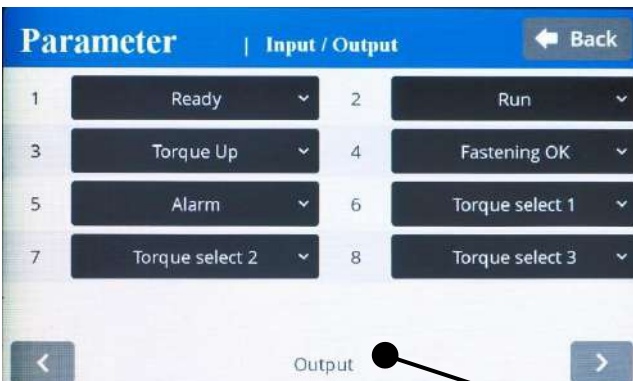 Parameter | Input / Output Back
1 Ready 2 Run
3 Torque Up 4 Fastening OK
5 Alarm 6 Torque select 1
7 Torque select 2 8 Torque select 3
Output